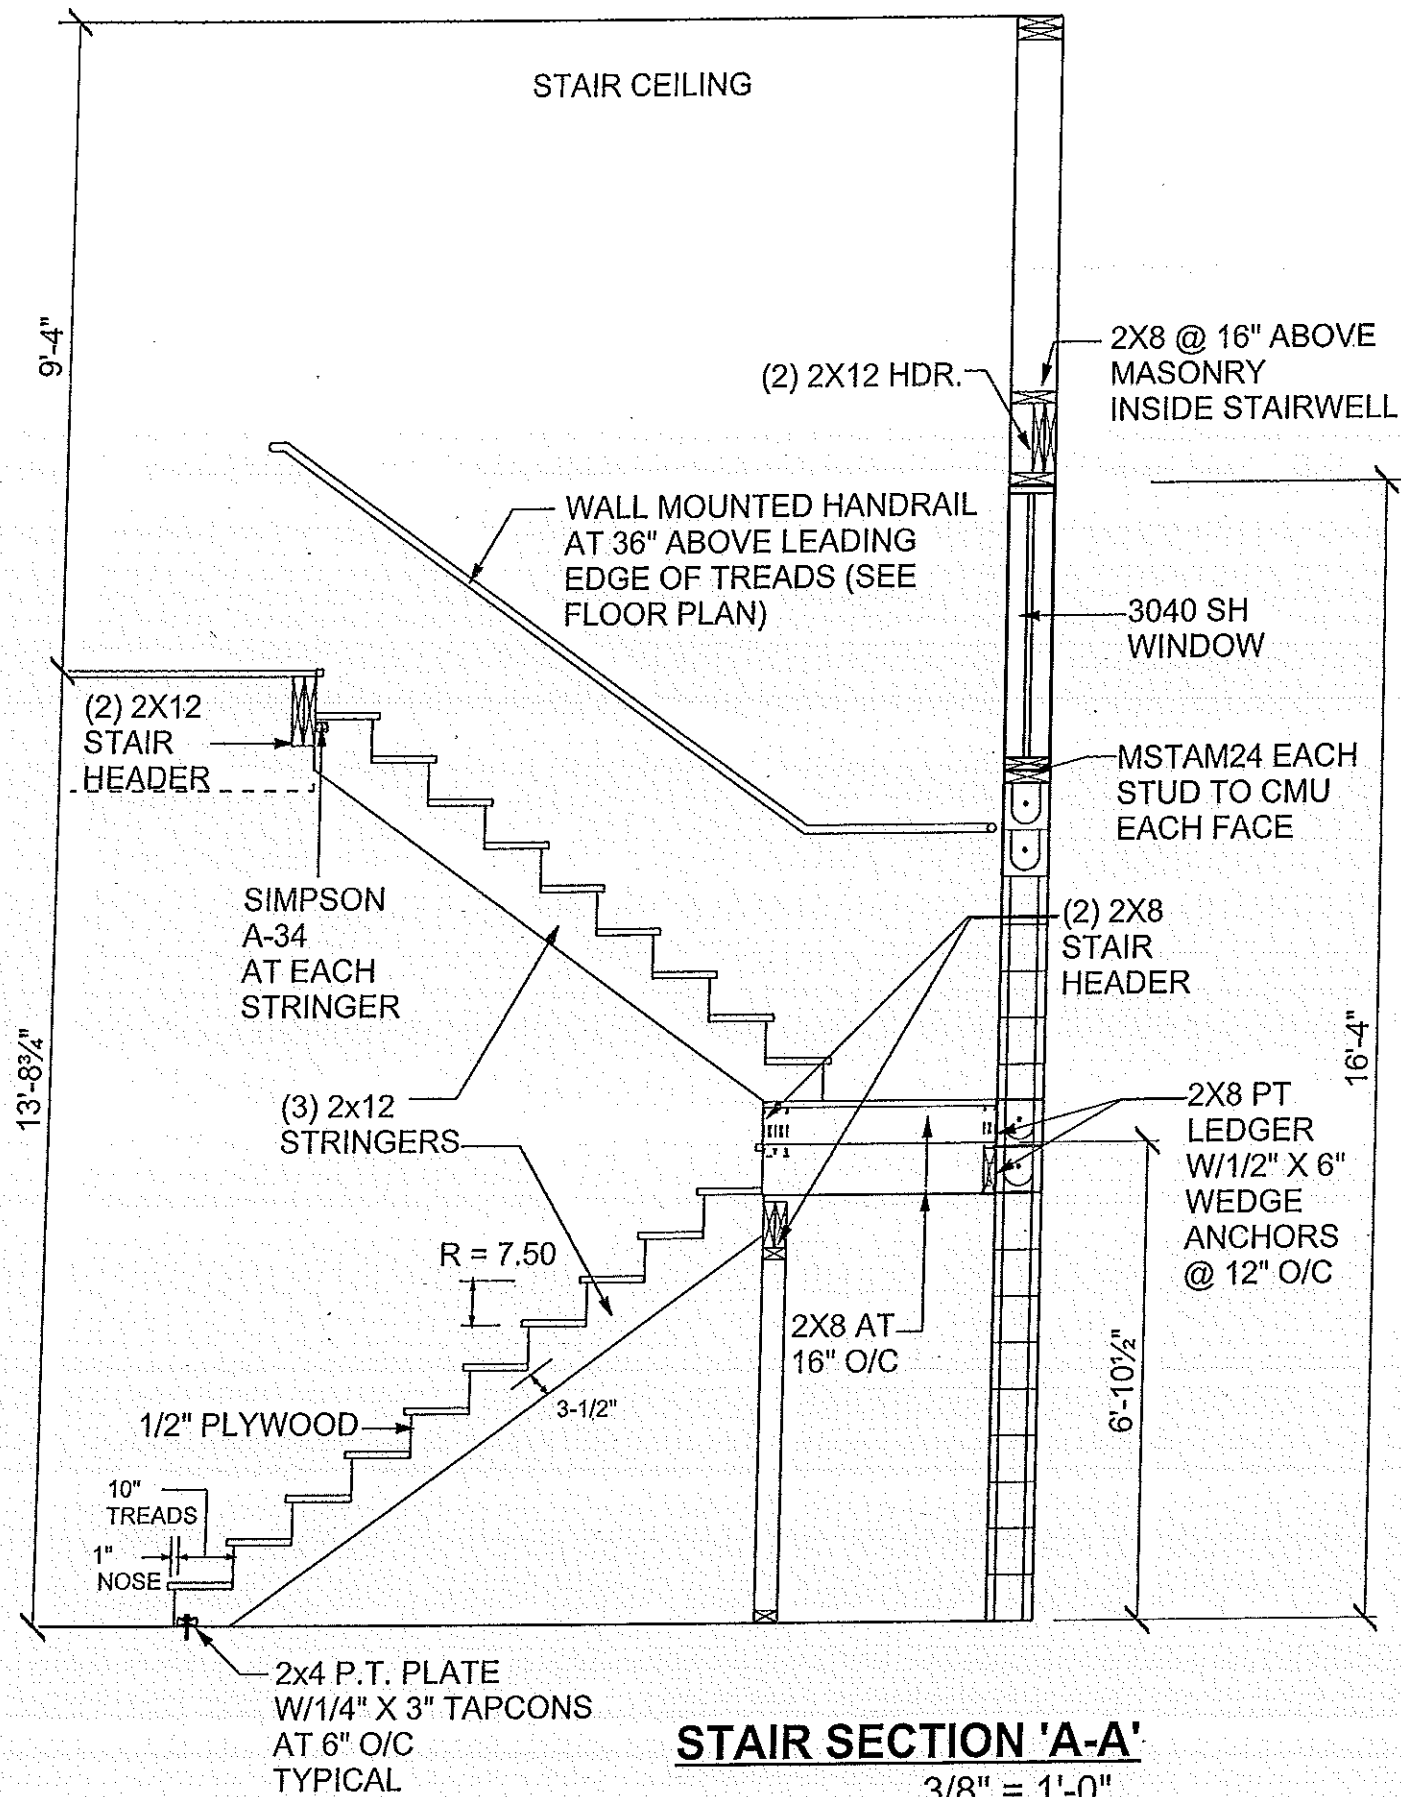 STAIR CEILING
9'-4"
2X8 @ 16" ABOVE
MASONRY
INSIDE STAIRWELL
(2) 2X12 HDR.
WALL MOUNTED HANDRAIL
AT 36" ABOVE LEADING
EDGE OF TREADS (SEE
FLOOR PLAN)
3040 SH
WINDOW
(2) 2X12
STAIR
HEADER
MSTAM24 EACH
STUD TO CMU
EACH FACE
SIMPSON
A-34
AT EACH
STRINGER
(2) 2X8
STAIR
HEADER
13'-8¾"
16'-4"
(3) 2x12
STRINGERS
2X8 PT
LEDGER
W/1/2" X 6"
WEDGE
ANCHORS
@ 12" O/C
R = 7.50
2X8 AT
16" O/C
6'-10½"
3-1/2"
1/2" PLYWOOD
10"
TREADS
1"
NOSE
2x4 P.T. PLATE
W/1/4" X 3" TAPCONS
AT 6" O/C
TYPICAL
STAIR SECTION 'A-A'
3/8" = 1'-0"